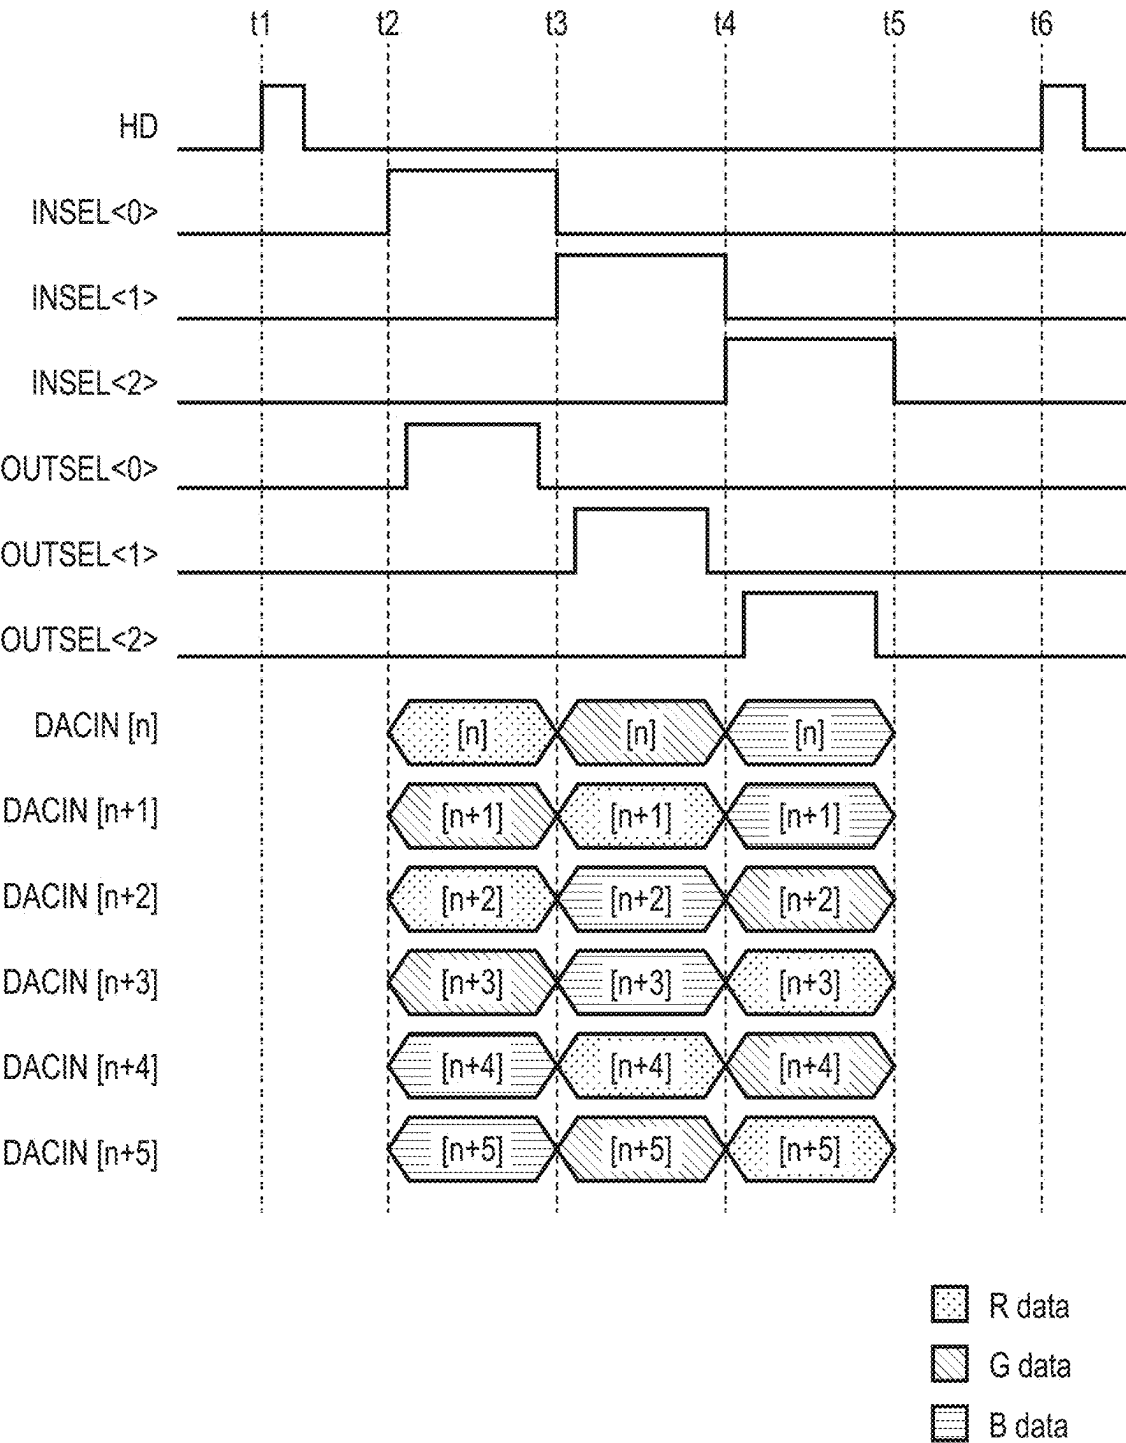 t1 t2 t3 t4 t5 t6
HD
INSEL<0>
INSEL<1>
INSEL<2>
OUTSEL<0>
OUTSEL<1>
OUTSEL<2>
DACIN [n] [n] [n] [n]
DACIN [n+1] [n+1] [n+1] [n+1]
DACIN [n+2] [n+2] [n+2] [n+2]
DACIN [n+3] [n+3] [n+3] [n+3]
DACIN [n+4] [n+4] [n+4] [n+4]
DACIN [n+5] [n+5] [n+5] [n+5]
R data
G data
B data